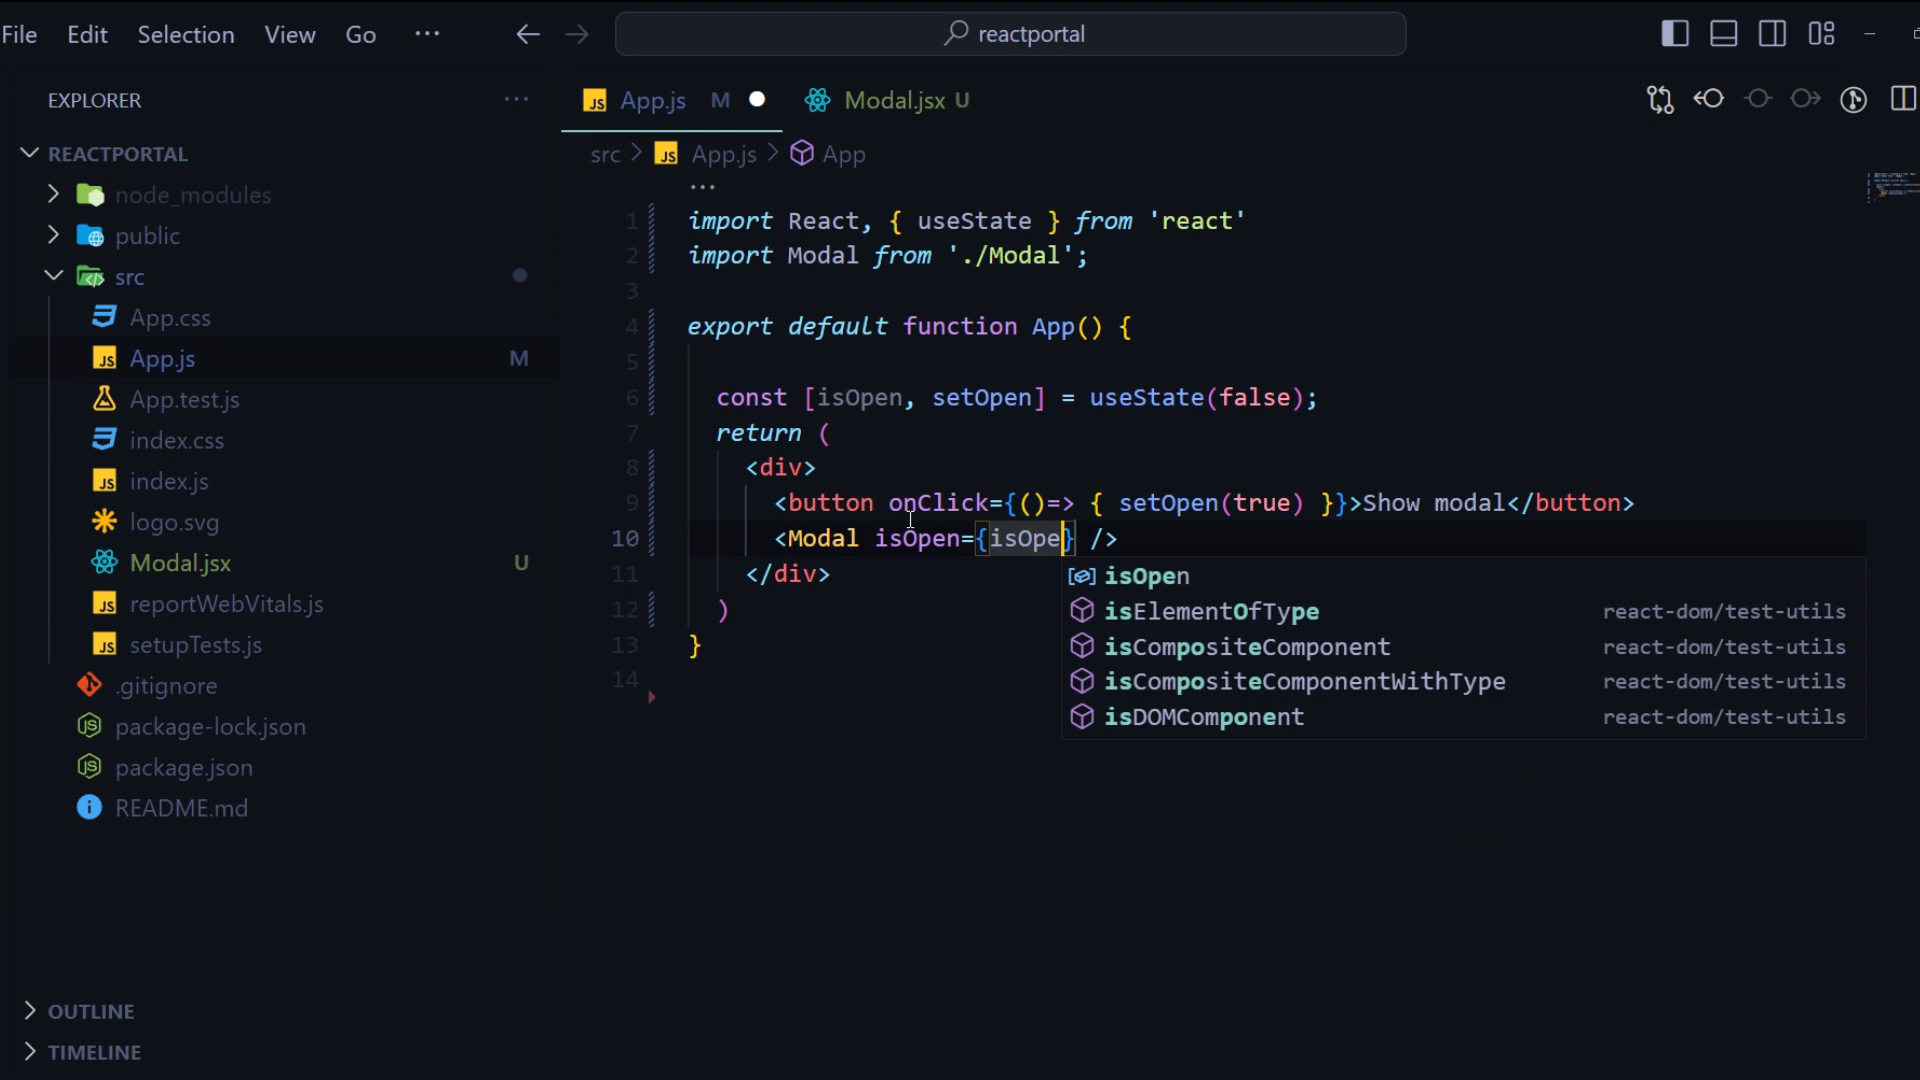 File Edit Selection View Go ··· reactportal
EXPLORER ···
REACTPORTAL
node_modules
public
src
App.css
App.js M
App.test.js
index.css
index.js
logo.svg
Modal.jsx U
reportWebVitals.js
setupTests.js
.gitignore
package-lock.json
package.json
README.md
OUTLINE
TIMELINE
JS App.js M Modal.jsx U
src > JS App.js > App
···
1 import React, { useState } from 'react'
2 import Modal from './Modal';
3
4 export default function App() {
5
6 const [isOpen, setOpen] = useState(false);
7 return (
8 <div>
9 <button onClick={()=> { setOpen(true) }}>Show modal</button>
10 <Modal isOpen={isOpe} />
11 </div>
12 )
13 }
14
isOpen
isElementOfType react-dom/test-utils
isCompositeComponent react-dom/test-utils
isCompositeComponentWithType react-dom/test-utils
isDOMComponent react-dom/test-utils